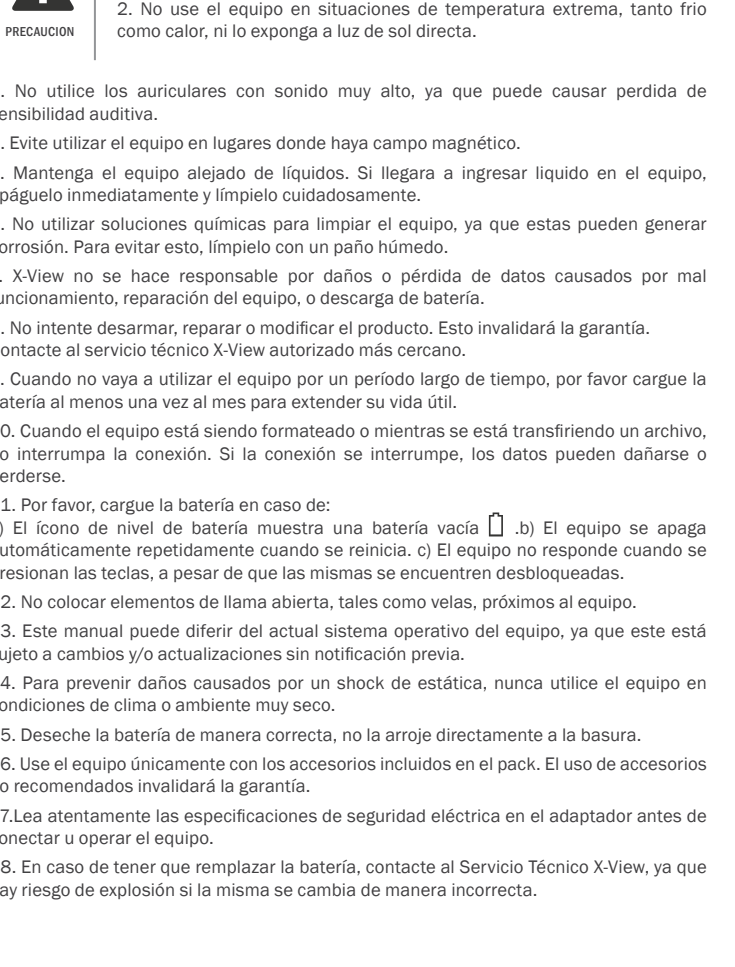 2. No use el equipo en situaciones de temperatura extrema, tanto frio
PRECAUCION
como calor, ni lo exponga a luz de sol directa.
. No utilice los auriculares con sonido muy alto, ya que puede causar perdida de
ensibilidad auditiva.
. Evite utilizar el equipo en lugares donde haya campo magnético.
. Mantenga el equipo alejado de líquidos. Si llegara a ingresar liquido en el equipo,
páguelo inmediatamente y límpielo cuidadosamente.
. No utilizar soluciones químicas para limpiar el equipo, ya que estas pueden generar
orrosión. Para evitar esto, límpielo con un paño húmedo.
. X-View no se hace responsable por daños o pérdida de datos causados por mal
uncionamiento, reparación del equipo, o descarga de batería.
. No intente desarmar, reparar o modificar el producto. Esto invalidará la garantía.
ontacte al servicio técnico X-View autorizado más cercano.
. Cuando no vaya a utilizar el equipo por un período largo de tiempo, por favor cargue la
atería al menos una vez al mes para extender su vida útil.
0. Cuando el equipo está siendo formateado o mientras se está transfiriendo un archivo,
o interrumpa la conexión. Si la conexión se interrumpe, los datos pueden dañarse o
erderse.
1. Por favor, cargue la batería en caso de:
) El ícono de nivel de batería muestra una batería vacía .b) El equipo se apaga
utomáticamente repetidamente cuando se reinicia. c) El equipo no responde cuando se
resionan las teclas, a pesar de que las mismas se encuentren desbloqueadas.
2. No colocar elementos de llama abierta, tales como velas, próximos al equipo.
3. Este manual puede diferir del actual sistema operativo del equipo, ya que este está
ujeto a cambios y/o actualizaciones sin notificación previa.
4. Para prevenir daños causados por un shock de estática, nunca utilice el equipo en
ondiciones de clima o ambiente muy seco.
5. Deseche la batería de manera correcta, no la arroje directamente a la basura.
6. Use el equipo únicamente con los accesorios incluidos en el pack. El uso de accesorios
o recomendados invalidará la garantía.
7.Lea atentamente las especificaciones de seguridad eléctrica en el adaptador antes de
onectar u operar el equipo.
8. En caso de tener que remplazar la batería, contacte al Servicio Técnico X-View, ya que
ay riesgo de explosión si la misma se cambia de manera incorrecta.